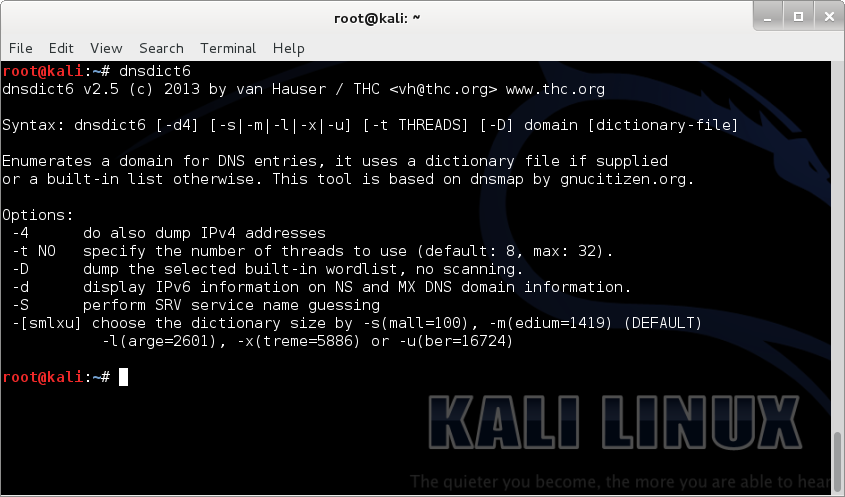 root@kali: ~
File Edit View Search Terminal Help
root@kali:~# dnsdict6
dnsdict6 v2.5 (c) 2013 by van Hauser / THC <vh@thc.org> www.thc.org
Syntax: dnsdict6 [-d4] [-s|-m|-l|-x|-u] [-t THREADS] [-D] domain [dictionary-file]
Enumerates a domain for DNS entries, it uses a dictionary file if supplied
or a built-in list otherwise. This tool is based on dnsmap by gnucitizen.org.
Options:
-4 do also dump IPv4 addresses
-t NO specify the number of threads to use (default: 8, max: 32).
-D dump the selected built-in wordlist, no scanning.
-d display IPv6 information on NS and MX DNS domain information.
-S perform SRV service name guessing
-[smlxu] choose the dictionary size by -s(mall=100), -m(edium=1419) (DEFAULT)
-l(arge=2601), -x(treme=5886) or -u(ber=16724)
root@kali:~#
KALI LINUX
The quieter you become, the more you are able to hear